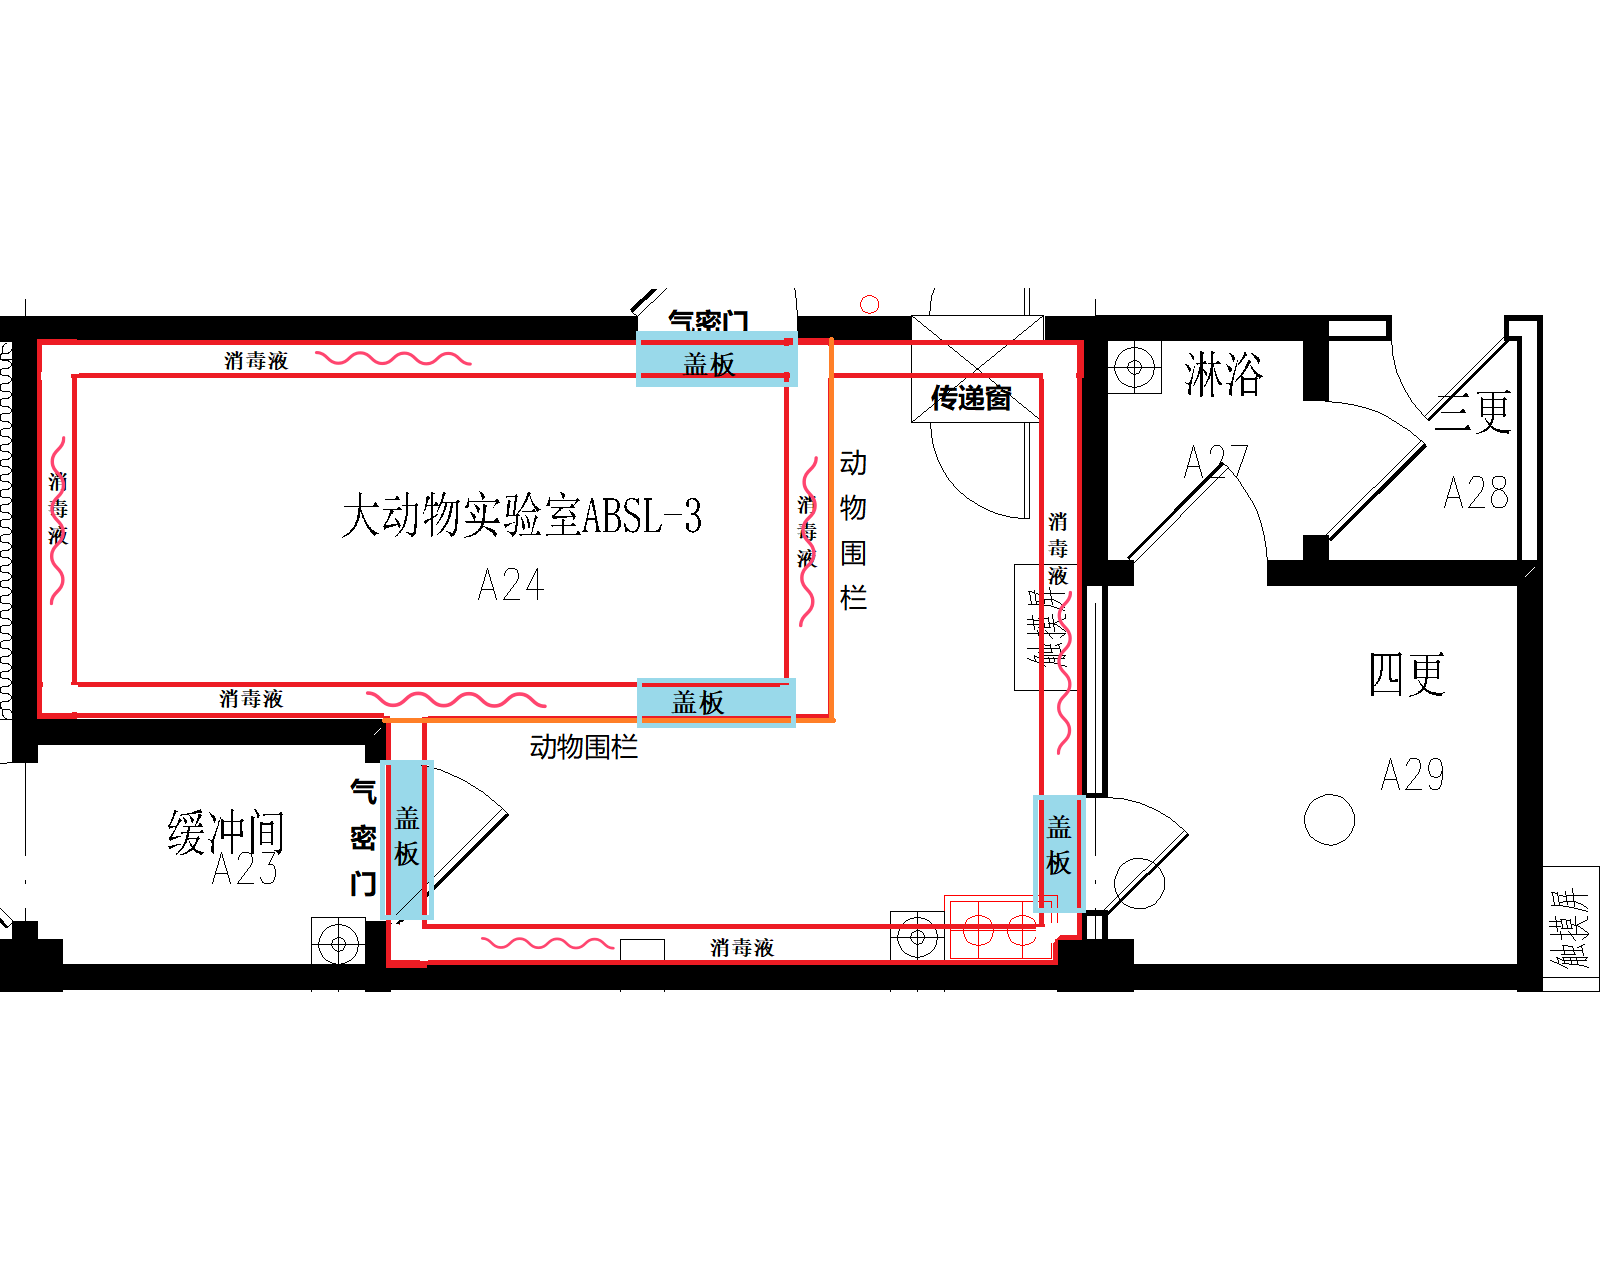 气密门
消毒液
盖板
传递窗
淋浴
A27
三更
A28
消毒液
大动物实验室ABSL-3
A24
消毒液
动物围栏
消毒液
触摸屏
四更
A29
消毒液
盖板
动物围栏
缓冲间
A23
气密门
盖板
盖板
消毒液
触摸屏